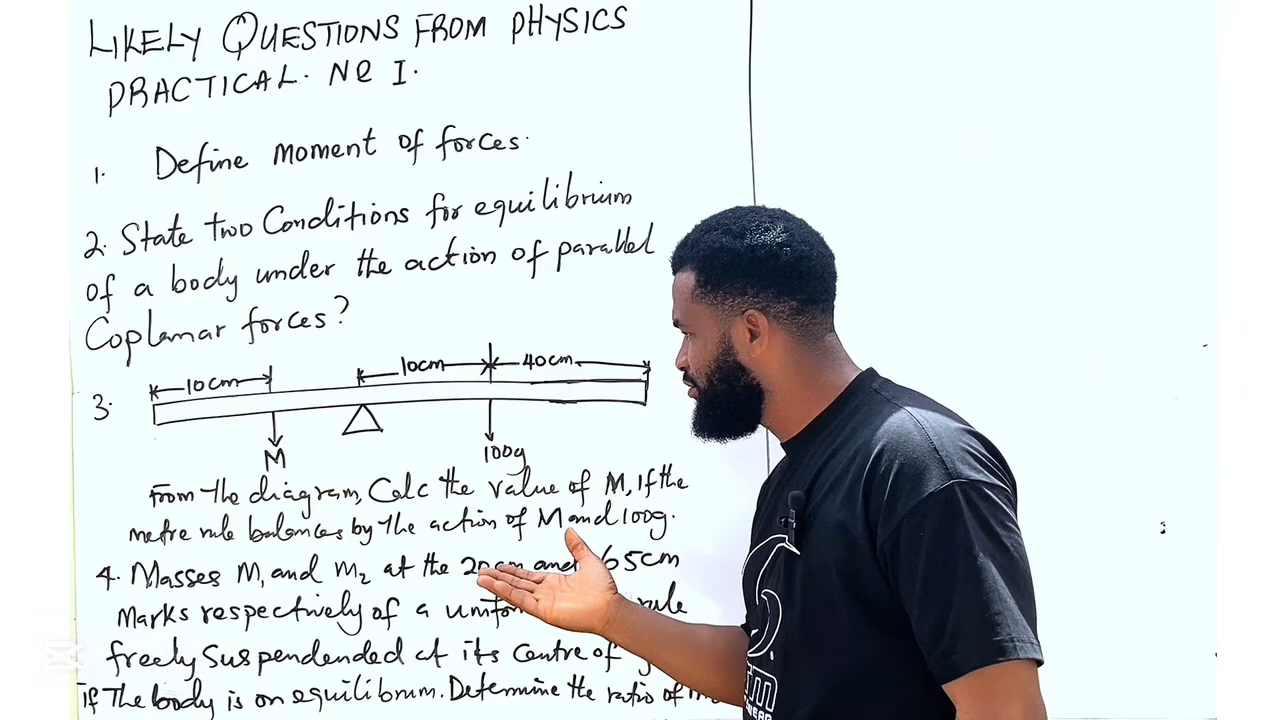 LIKELY QUESTIONS FROM PHYSICS
PRACTICAL. NO I.
1. Define moment of forces.
2. State two Conditions for equilibrium
of a body under the action of parallel
Coplanar forces?
10cm 10cm 40cm
3.
M 100g
From the diagram, Calc the value of M, if the
metre rule balances by the action of M and 100g.
4. Masses M, and M2 at the 20cm and 65cm
Marks respectively of a rule
freely Suspendended at its Centre of
if The body is on equilibrium. Determine the ratio of